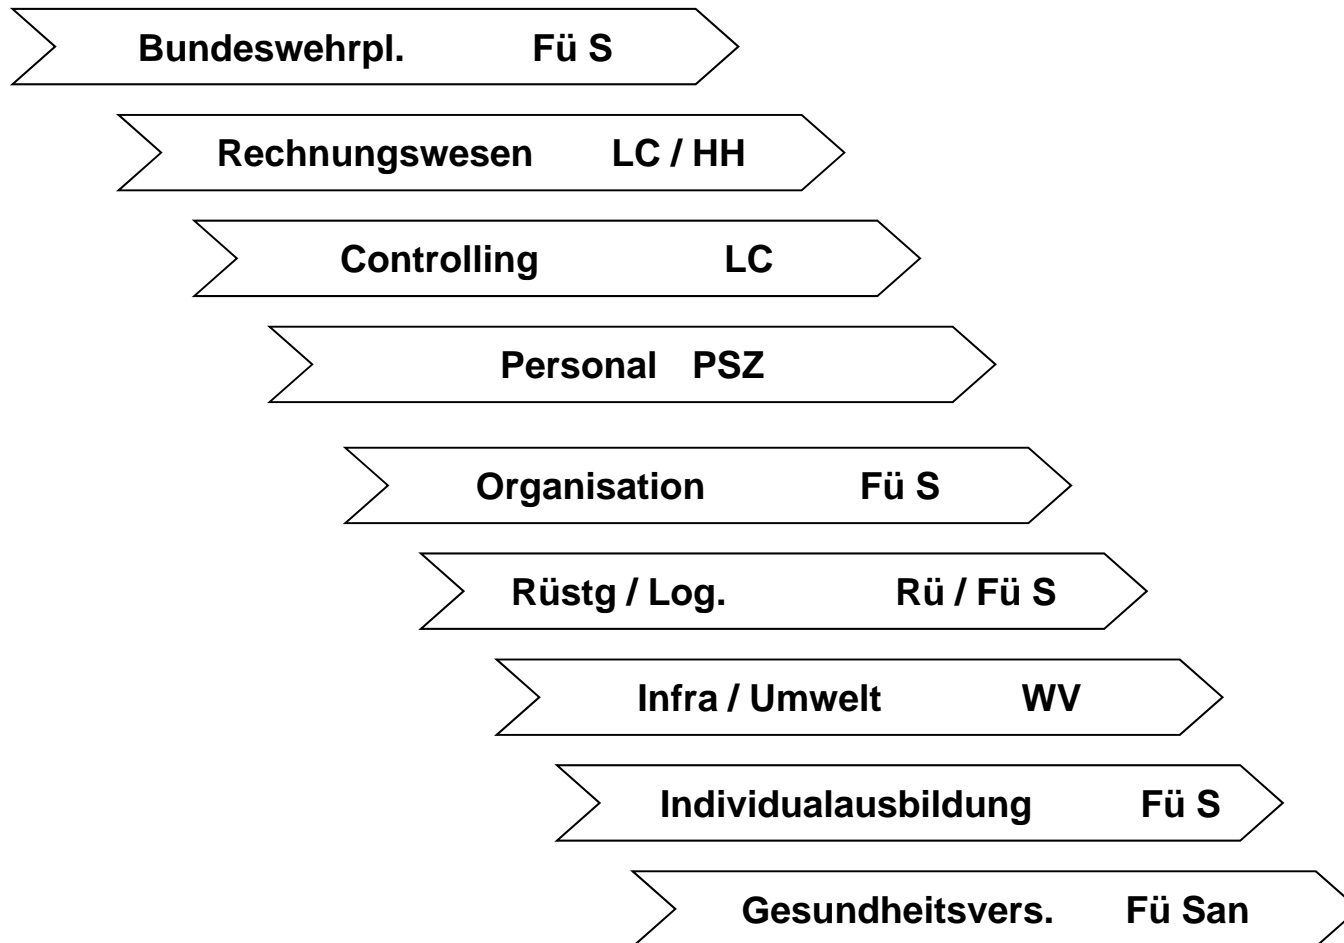 Bundeswehrpl. Fü S
Rechnungswesen LC / HH
Controlling LC
Personal PSZ
Organisation Fü S
Rüstg / Log. Rü / Fü S
Infra / Umwelt WV
Individualausbildung Fü S
Gesundheitsvers. Fü San